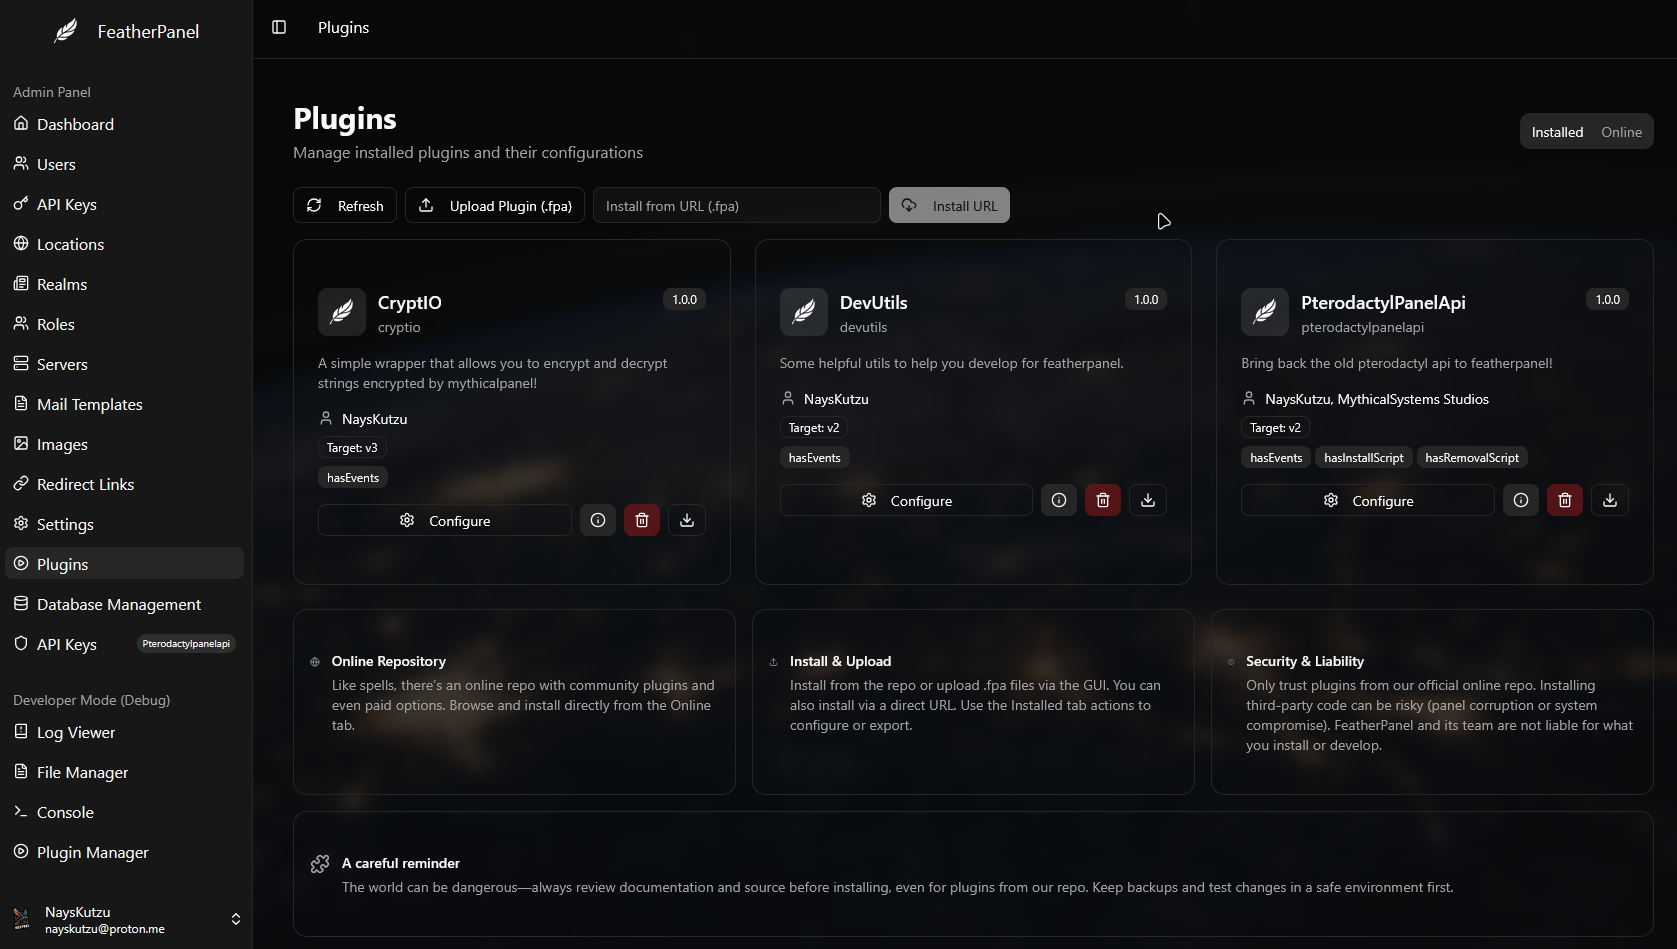 FeatherPanel
Plugins
Admin Panel
Dashboard
Users
API Keys
Locations
Realms
Roles
Servers
Mail Templates
Images
Redirect Links
Settings
Plugins
Database Management
API Keys Pterodactylpanelapi
Developer Mode (Debug)
Log Viewer
File Manager
Console
Plugin Manager
NaysKutzu
nayskutzu@proton.me
Plugins
Manage installed plugins and their configurations
Installed Online
Refresh Upload Plugin (.fpa) Install from URL (.fpa) Install URL
CryptIO 1.0.0
cryptio
A simple wrapper that allows you to encrypt and decrypt
strings encrypted by mythicalpanel!
NaysKutzu
Target: v3
hasEvents
Configure
DevUtils 1.0.0
devutils
Some helpful utils to help you develop for featherpanel.
NaysKutzu
Target: v2
hasEvents
Configure
PterodactylPanelApi 1.0.0
pterodactylpanelapi
Bring back the old pterodactyl api to featherpanel!
NaysKutzu, MythicalSystems Studios
Target: v2
hasEvents hasInstallScript hasRemovalScript
Configure
Online Repository
Like spells, there’s an online repo with community plugins and
even paid options. Browse and install directly from the Online
tab.
Install & Upload
Install from the repo or upload .fpa files via the GUI. You can
also install via a direct URL. Use the Installed tab actions to
configure or export.
Security & Liability
Only trust plugins from our official online repo. Installing
third-party code can be risky (panel corruption or system
compromise). FeatherPanel and its team are not liable for what
you install or develop.
A careful reminder
The world can be dangerous—always review documentation and source before installing, even for plugins from our repo. Keep backups and test changes in a safe environment first.